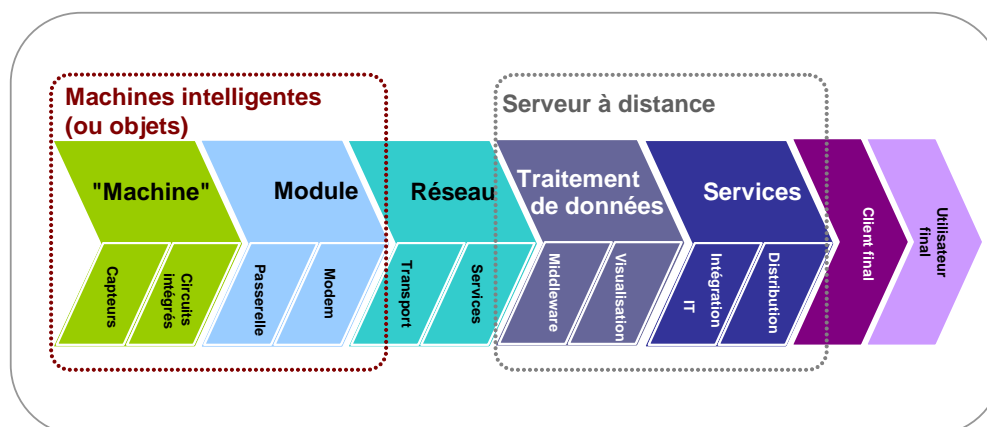 Machines intelligentes
(ou objets)
Serveur à distance
"Machine"
Module
Réseau
Traitement
de données
Services
Client final
Utilisateur
final
Capteurs
Circuits
intégrés
Passerelle
Modem
Transport
Services
Middleware
Visualisation
Intégration
IT
Distribution